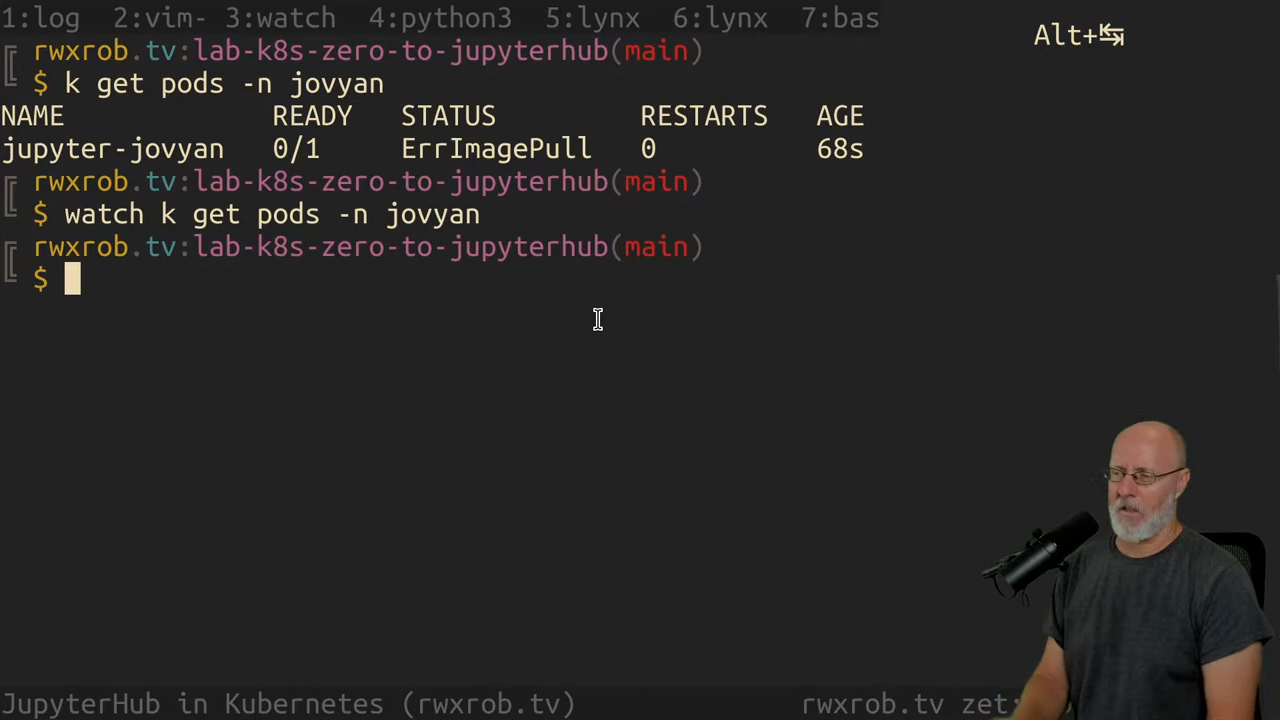 1:log 2:vim- 3:watch 4:python3 5:lynx 6:lynx 7:bas
Alt+↹
rwxrob.tv:lab-k8s-zero-to-jupyterhub(main)
$ k get pods -n jovyan
NAME READY STATUS RESTARTS AGE
jupyter-jovyan 0/1 ErrImagePull 0 68s
rwxrob.tv:lab-k8s-zero-to-jupyterhub(main)
$ watch k get pods -n jovyan
rwxrob.tv:lab-k8s-zero-to-jupyterhub(main)
$
JupyterHub in Kubernetes (rwxrob.tv) rwxrob.tv zet: